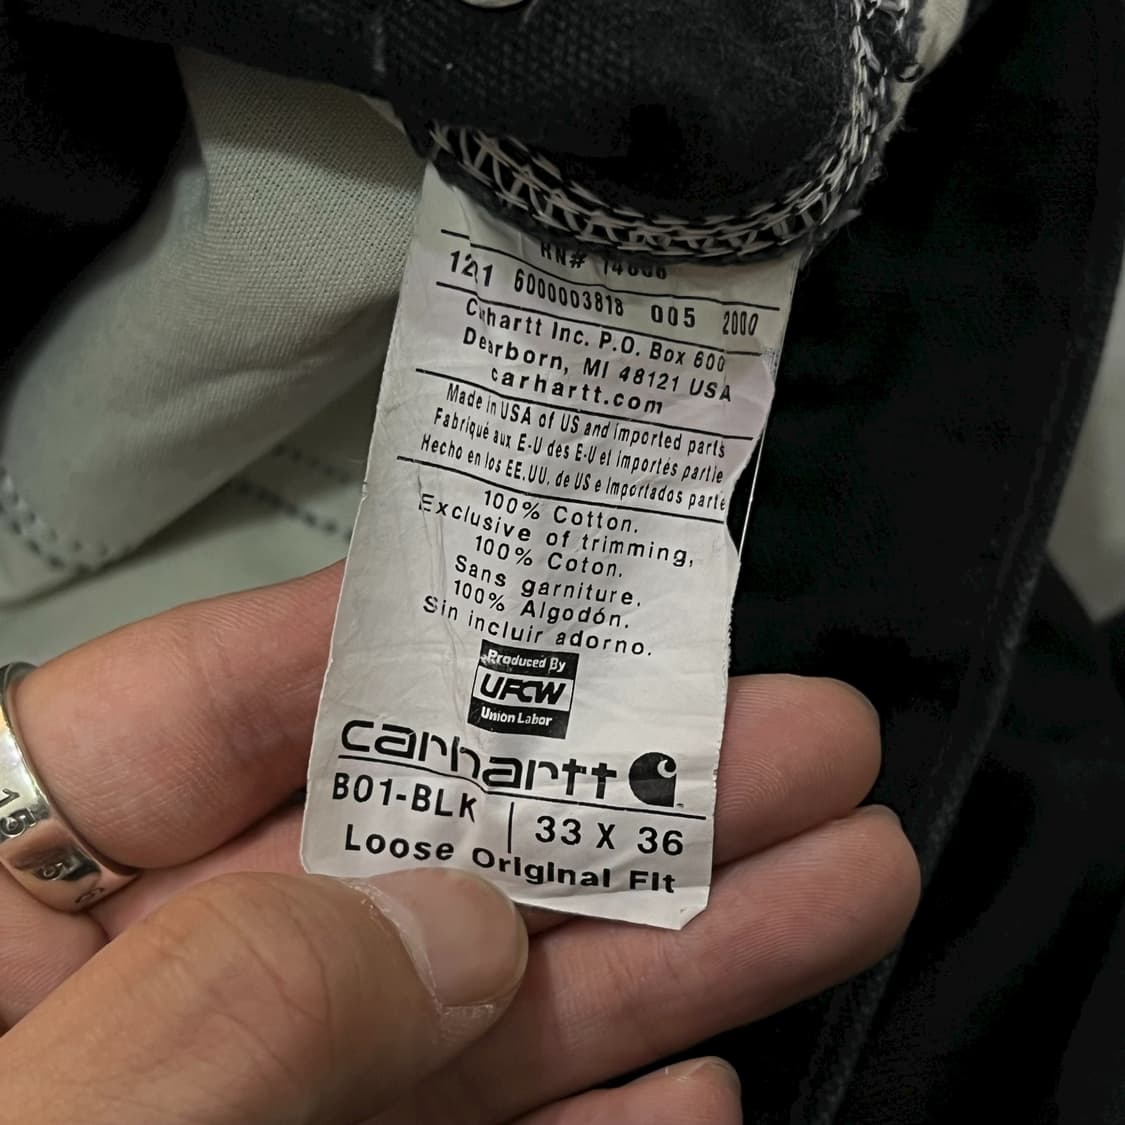 RN# 14806
121 6000003818 005 2000
Carhartt Inc. P.O. Box 600
Dearborn, MI 48121 USA
carhartt.com
Made in USA of US and imported parts
Fabriqué aux E-U des E-U et importés partie
Hecho en los EE.UU. de US e importados parte
100% Cotton.
Exclusive of trimming,
100% Coton.
Sans garniture.
100% Algodón.
Sin incluir adorno.
Produced By
UFCW
Union Labor
carhartt
B01-BLK | 33 X 36
Loose Original Fit
15